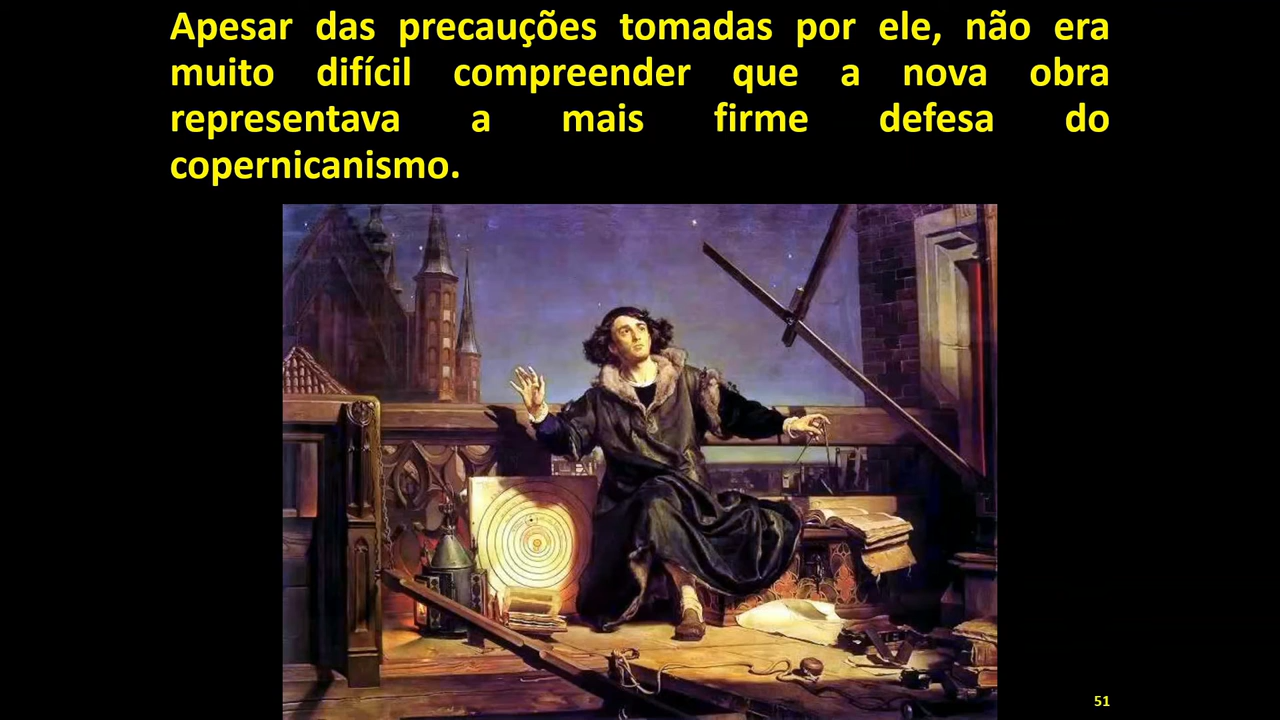 Apesar das precauções tomadas por ele, não era
muito difícil compreender que a nova obra
representava a mais firme defesa do
copernicanismo.
51